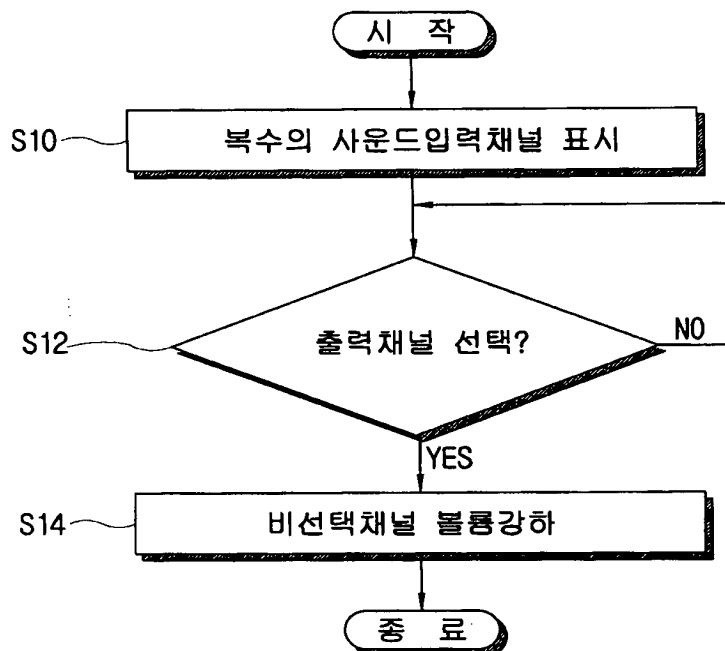 시 작
S10
복수의 사운드입력채널 표시
S12
출력채널 선택?
NO
YES
S14
비선택채널 볼륨강하
종 료